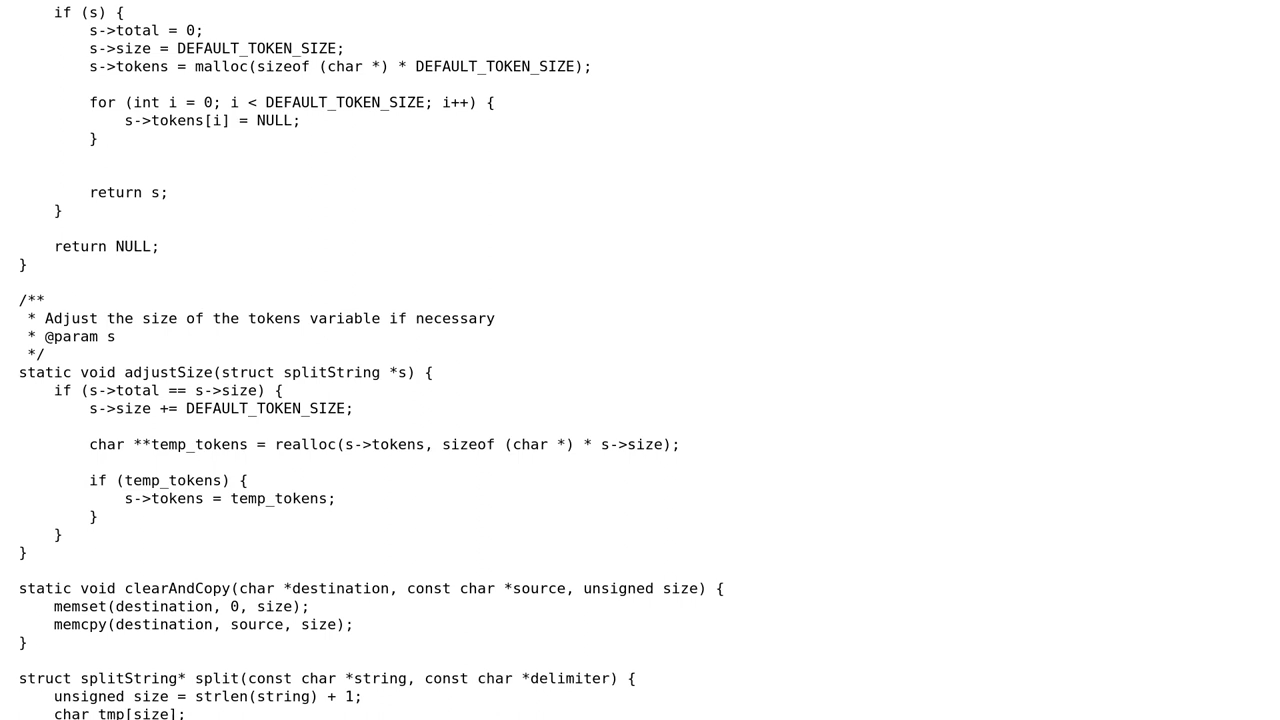 if (s) {
s->total = 0;
s->size = DEFAULT_TOKEN_SIZE;
s->tokens = malloc(sizeof (char *) * DEFAULT_TOKEN_SIZE);
for (int i = 0; i < DEFAULT_TOKEN_SIZE; i++) {
s->tokens[i] = NULL;
}
return s;
}
return NULL;
}
/**
* Adjust the size of the tokens variable if necessary
* @param s
*/
static void adjustSize(struct splitString *s) {
if (s->total == s->size) {
s->size += DEFAULT_TOKEN_SIZE;
char **temp_tokens = realloc(s->tokens, sizeof (char *) * s->size);
if (temp_tokens) {
s->tokens = temp_tokens;
}
}
}
static void clearAndCopy(char *destination, const char *source, unsigned size) {
memset(destination, 0, size);
memcpy(destination, source, size);
}
struct splitString* split(const char *string, const char *delimiter) {
unsigned size = strlen(string) + 1;
char tmp[size];